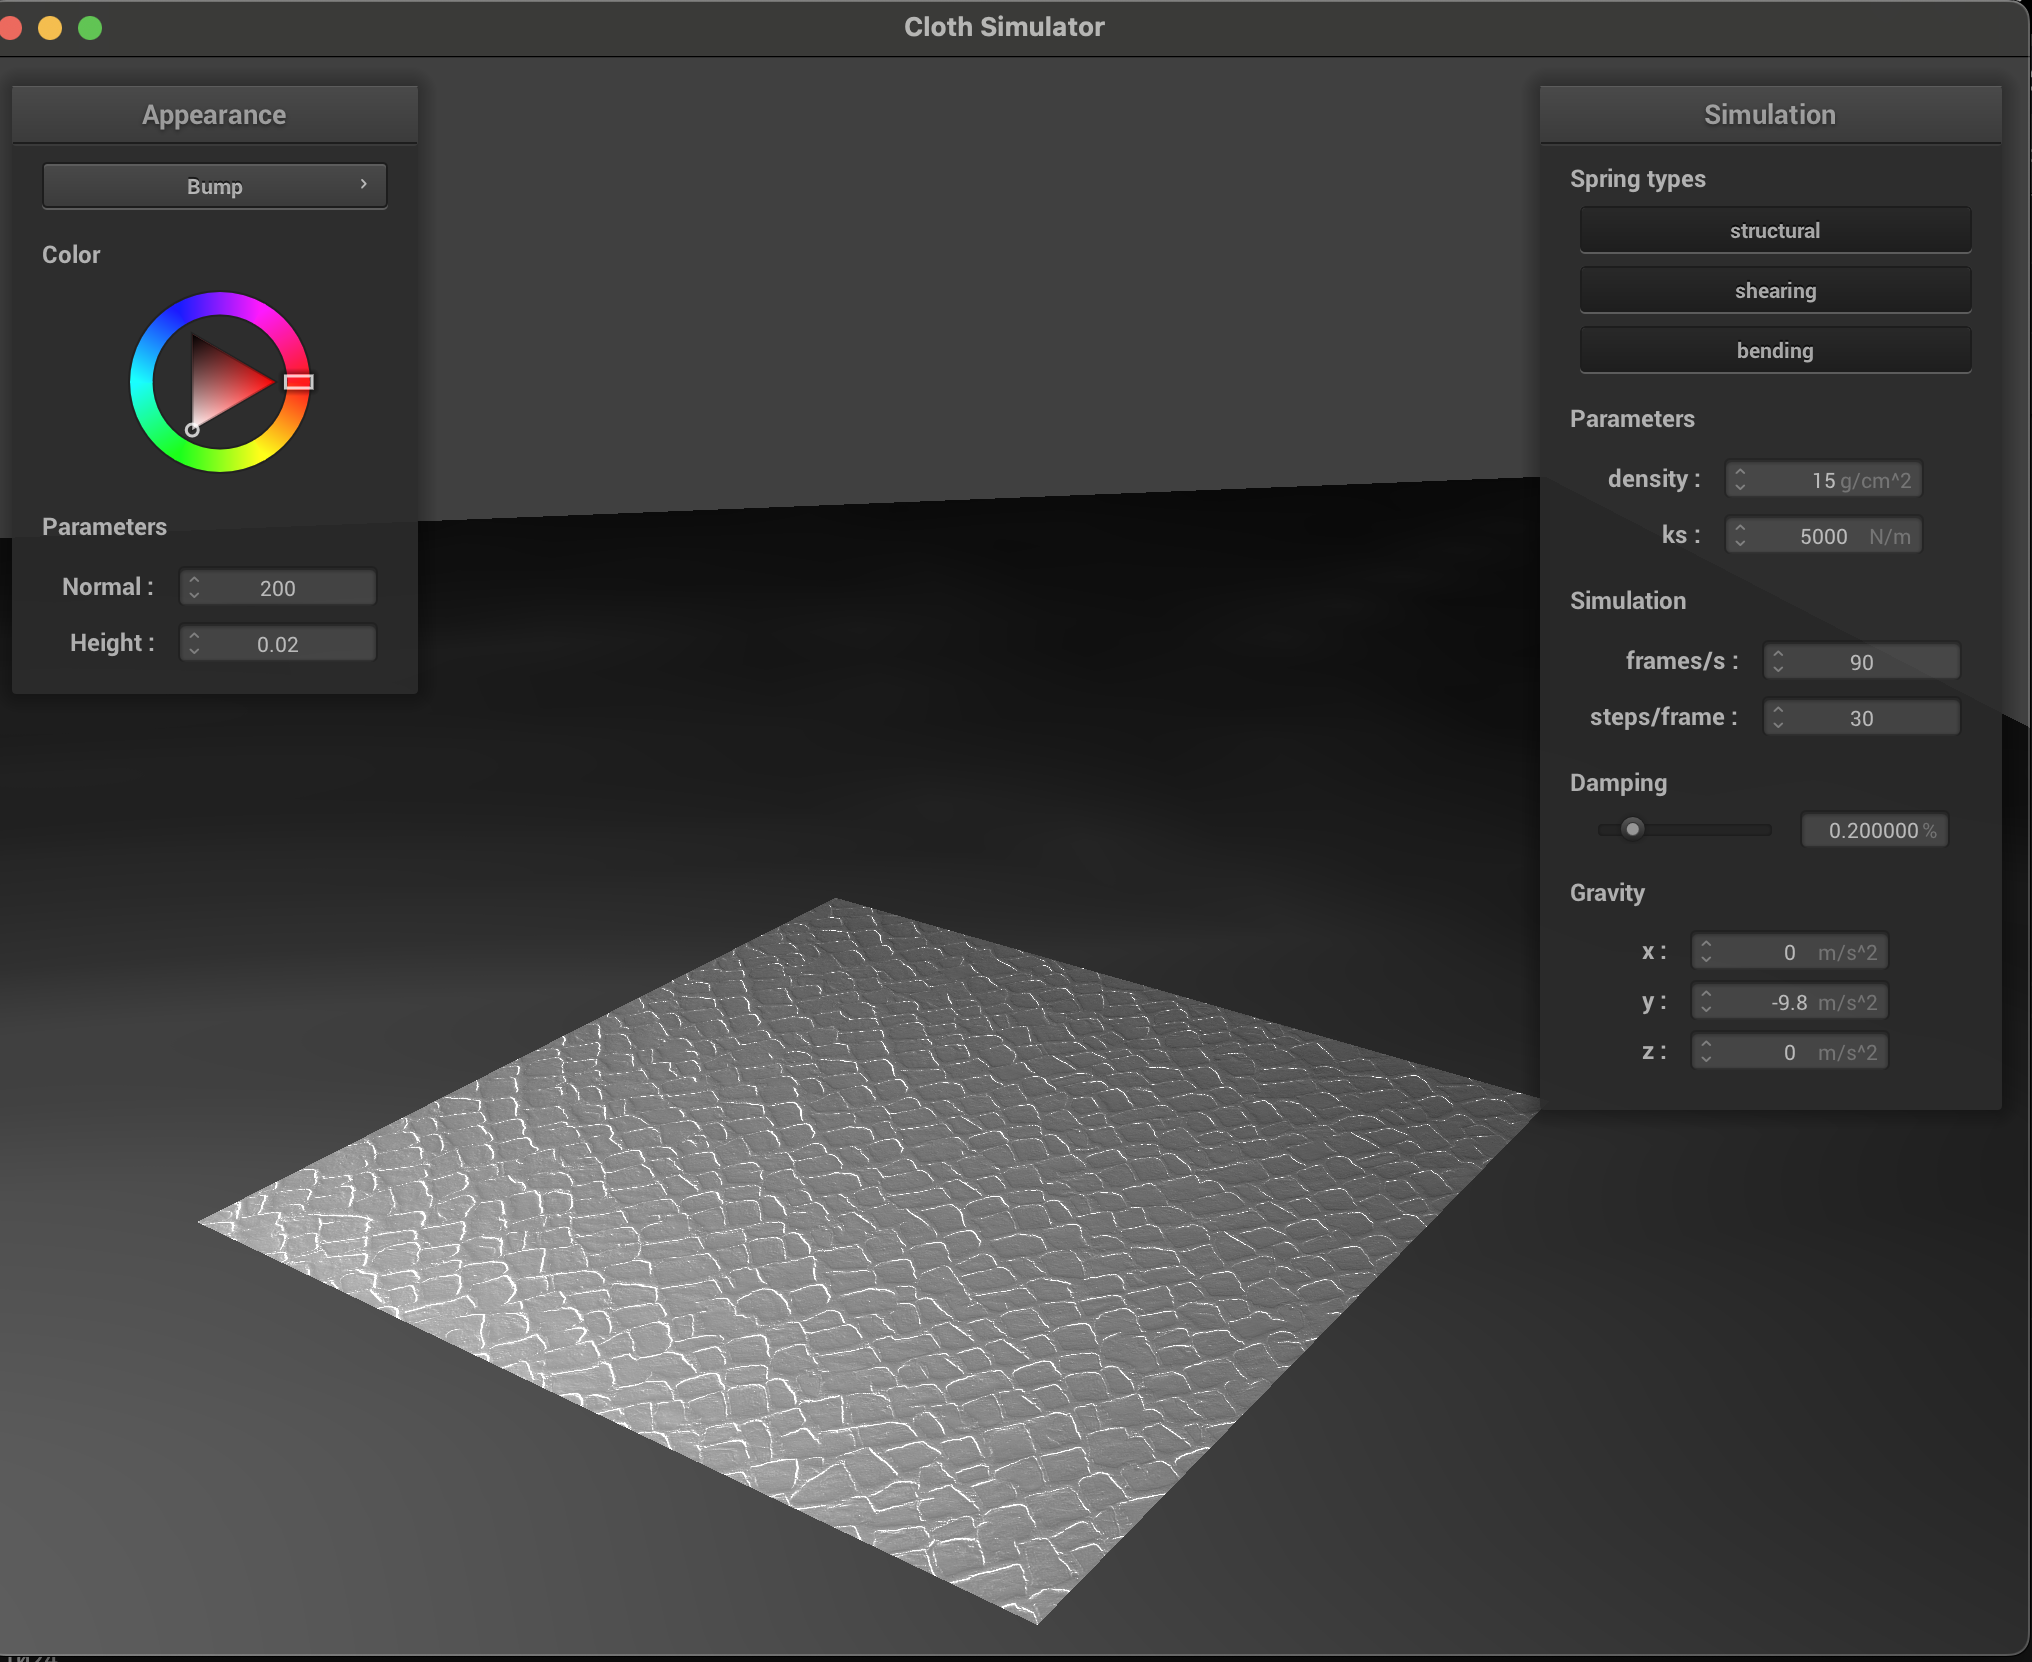 Cloth Simulator
Appearance
Bump
Color
Parameters
Normal : 200
Height : 0.02
Simulation
Spring types
structural
shearing
bending
Parameters
density : 15 g/cm^2
ks : 5000 N/m
Simulation
frames/s : 90
steps/frame : 30
Damping
0.200000 %
Gravity
x : 0 m/s^2
y : -9.8 m/s^2
z : 0 m/s^2